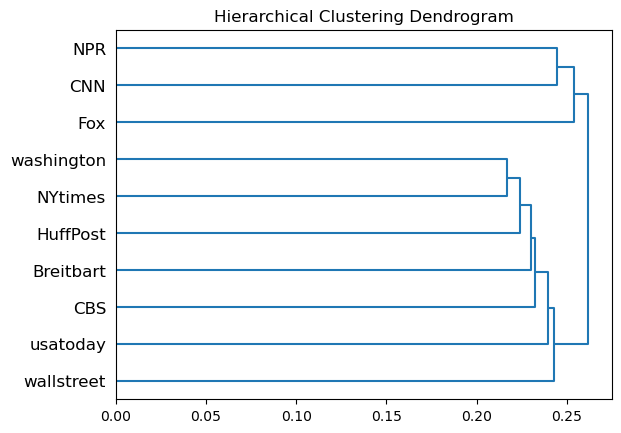 Hierarchical Clustering Dendrogram
NPR
CNN
Fox
washington
NYtimes
HuffPost
Breitbart
CBS
usatoday
wallstreet
0.00 0.05 0.10 0.15 0.20 0.25